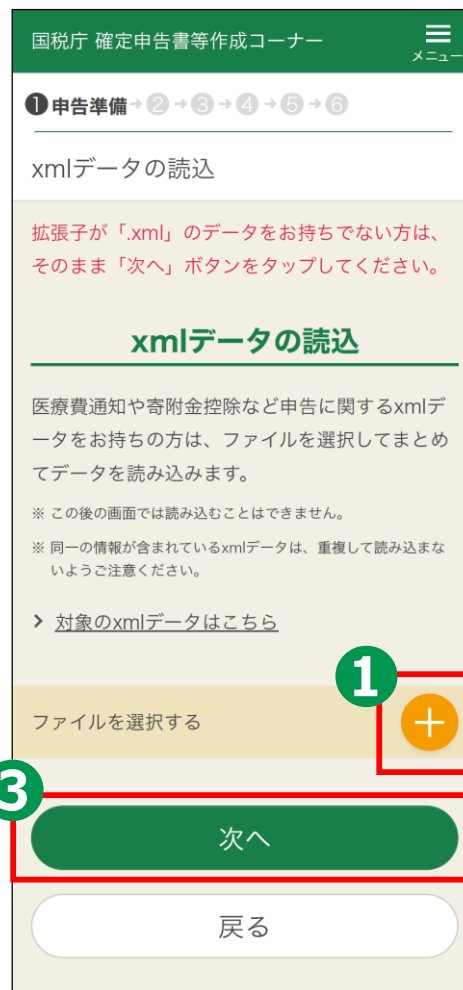 国税庁 確定申告書等作成コーナー
メニュー
❶申告準備→②→③→④→⑤→⑥
xmlデータの読込
拡張子が「.xml」のデータをお持ちでない方は、
そのまま「次へ」ボタンをタップしてください。
xmlデータの読込
医療費通知や寄附金控除など申告に関するxmlデ
ータをお持ちの方は、ファイルを選択してまとめ
てデータを読み込みます。
※ この後の画面では読み込むことはできません。
※ 同一の情報が含まれているxmlデータは、重複して読み込まな
いようご注意ください。
> 対象のxmlデータはこちら
1
ファイルを選択する
3
次へ
戻る